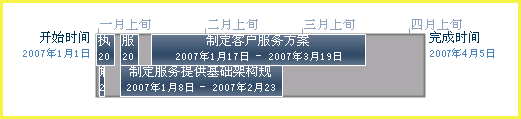 一月上旬 二月上旬 三月上旬 四月上旬
开始时间 执 服 制定客户服务方案 完成时间
2007年1月1日 20 20 2007年1月17日 - 2007年3月19日 2007年4月5日
制定服务提供基础架构规
2007年1月8日 - 2007年2月23